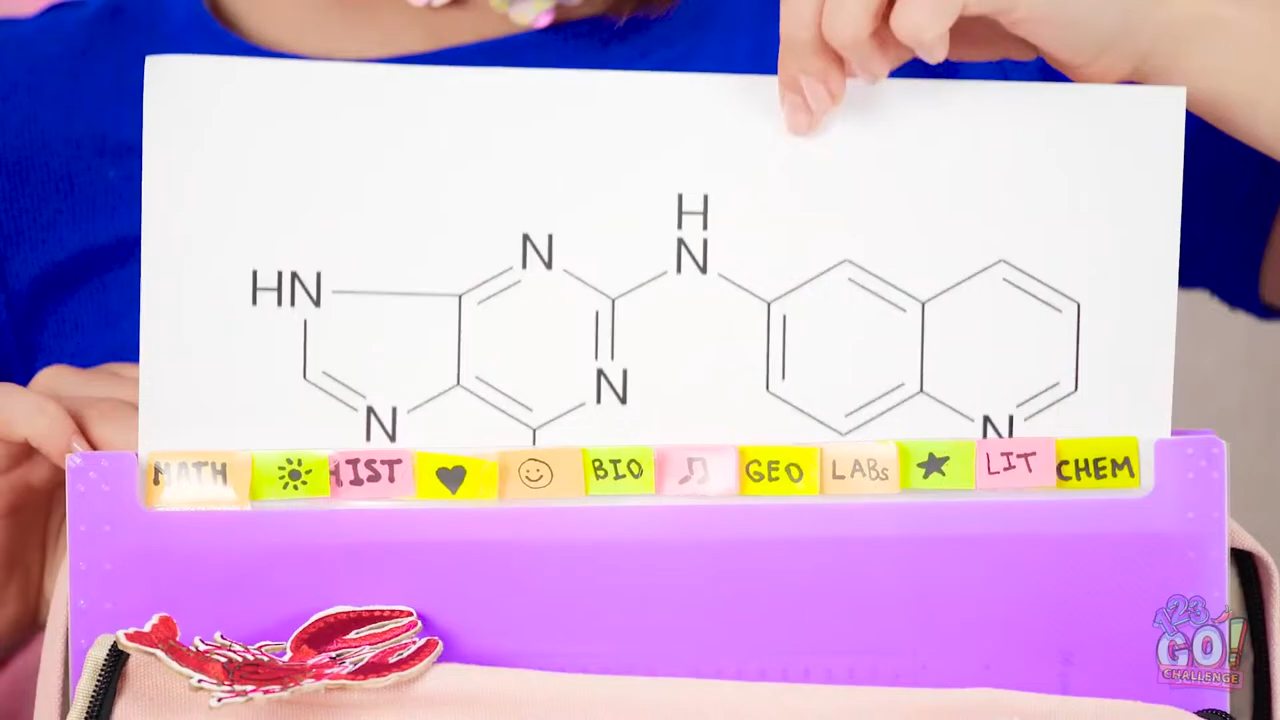 H
N
N
HN
N
N
N
MATH HIST BIO GEO LABs LIT CHEM
123
GO!
CHALLENGE